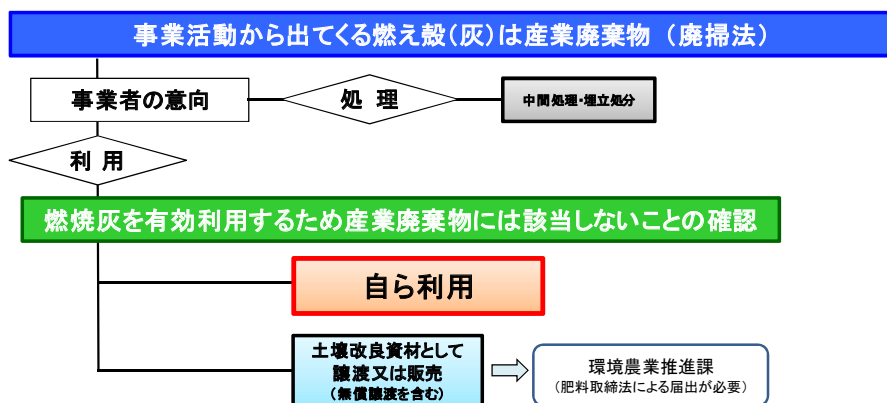 事業活動から出てくる燃え殻（灰）は産業廃棄物 （廃掃法）
事業者の意向
処 理
中間処理・埋立処分
利 用
燃焼灰を有効利用するため産業廃棄物には該当しないことの確認
自ら利用
土壌改良資材として
譲渡又は販売
（無償譲渡を含む）
環境農業推進課
（肥料取締法による届出が必要）